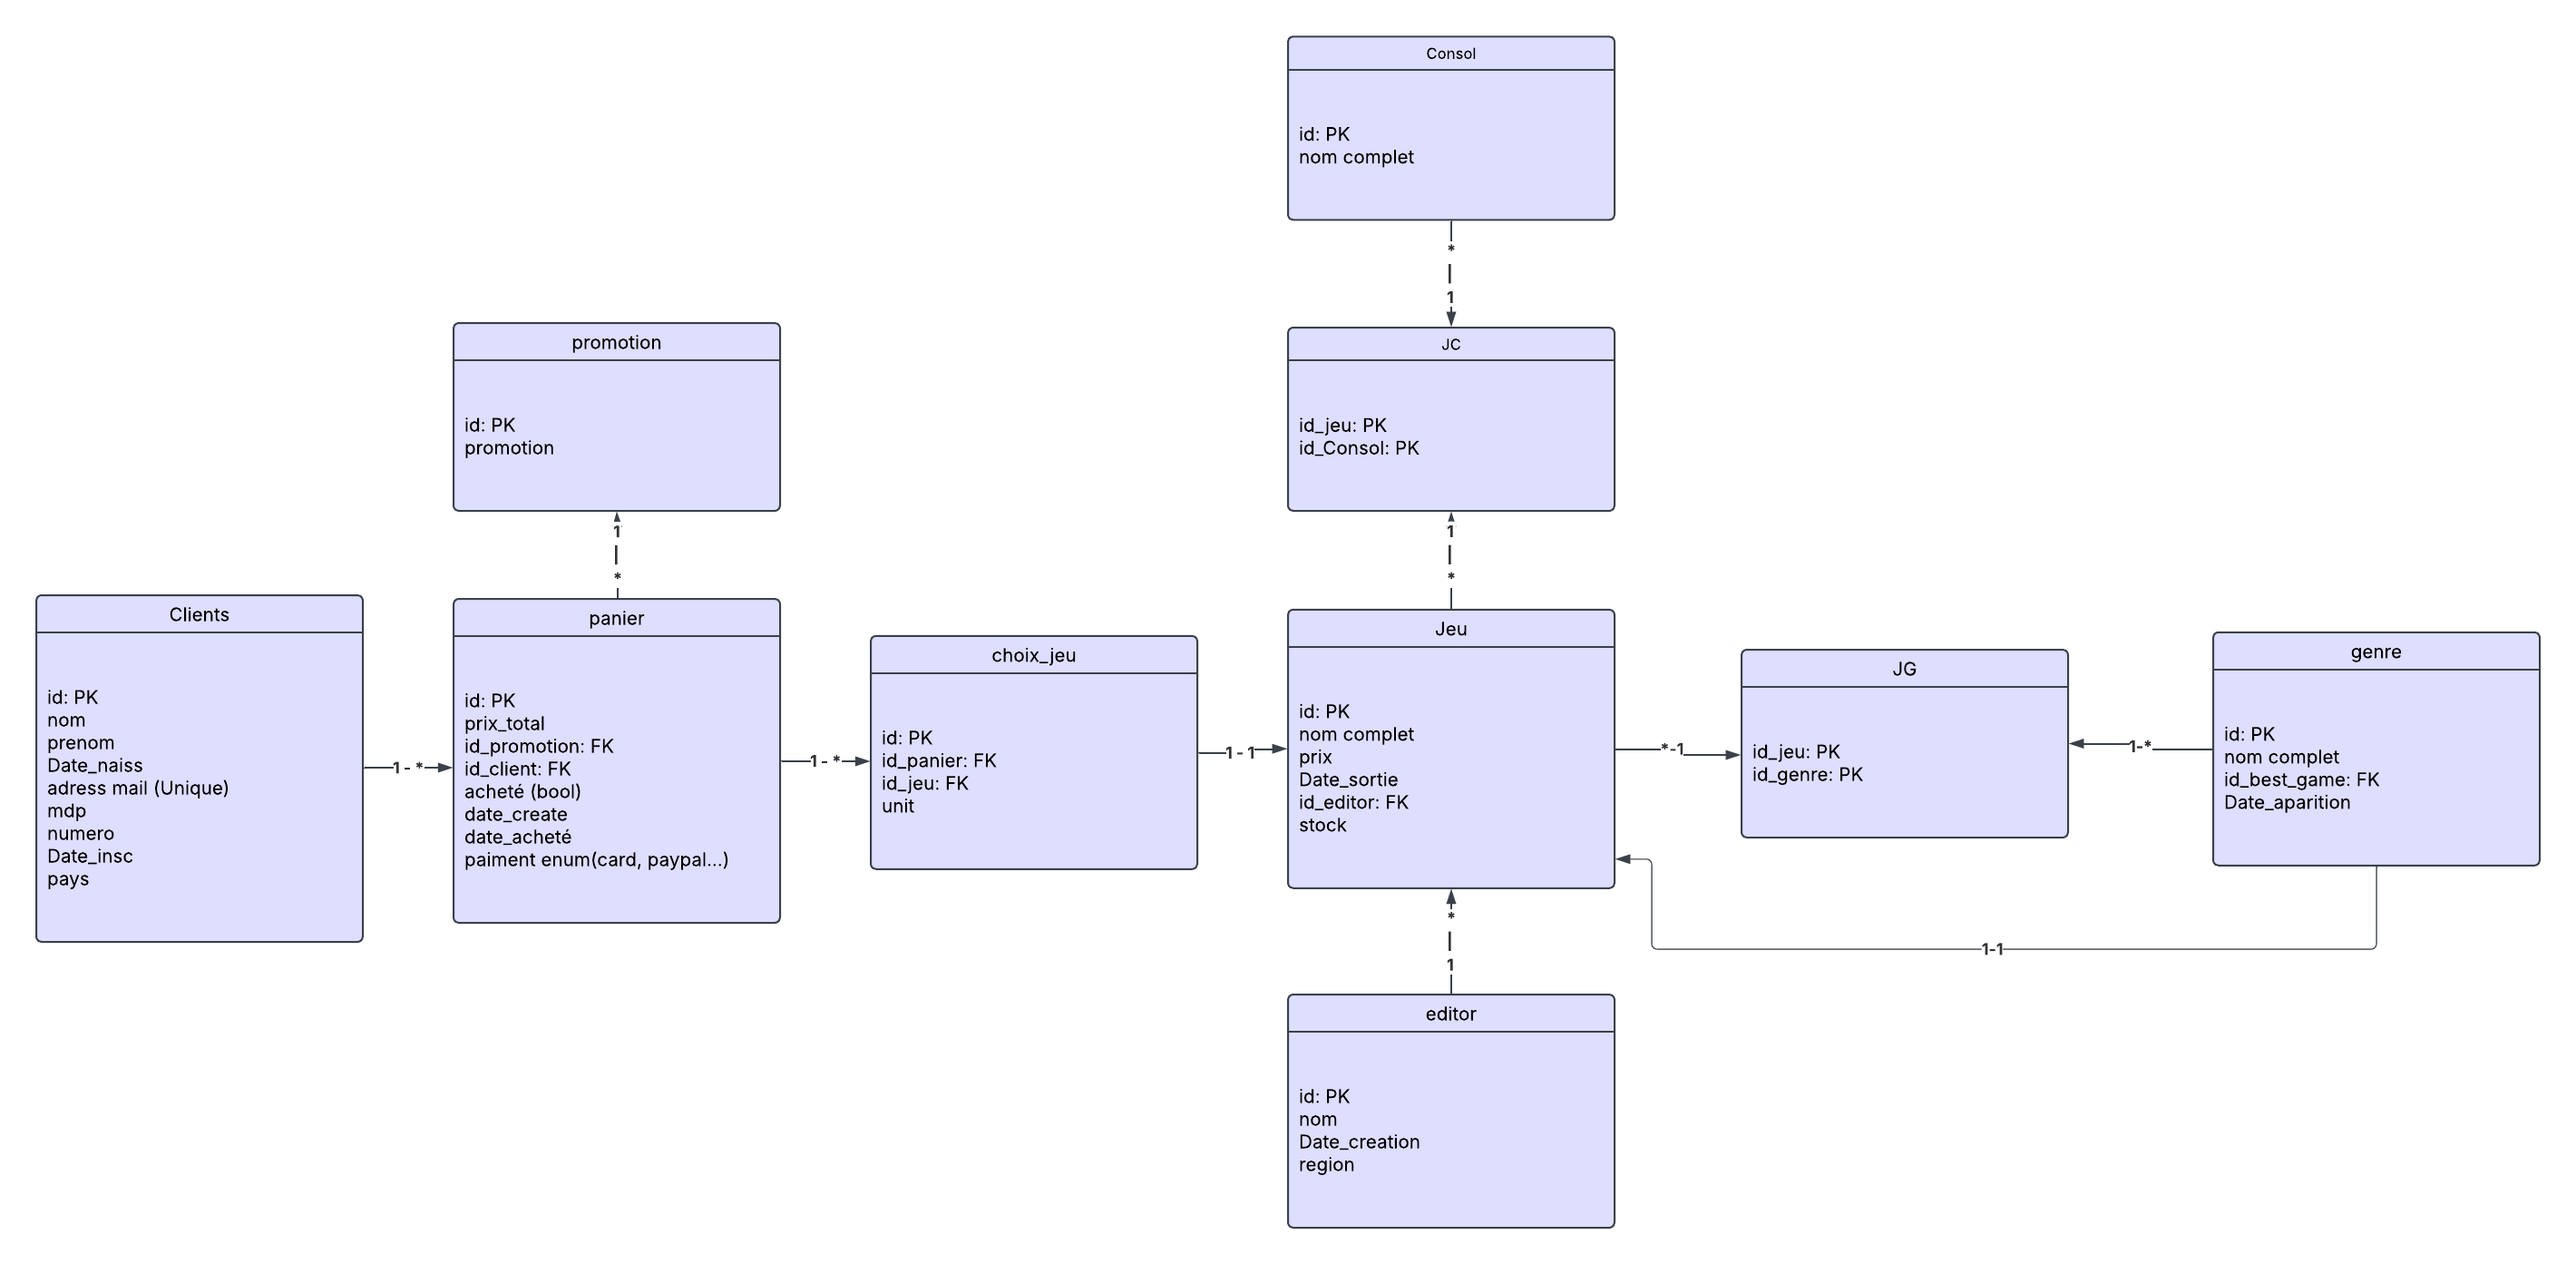 Consol
id: PK
nom complet
*
|
1
promotion
id: PK
promotion
JC
id_jeu: PK
id_Consol: PK
1
|
*
1
|
*
Clients
id: PK
nom
prenom
Date_naiss
adress mail (Unique)
mdp
numero
Date_insc
pays
1 - *
panier
id: PK
prix_total
id_promotion: FK
id_client: FK
acheté (bool)
date_create
date_acheté
paiment enum(card, paypal...)
1 - *
choix_jeu
id: PK
id_panier: FK
id_jeu: FK
unit
1 - 1
Jeu
id: PK
nom complet
prix
Date_sortie
id_editor: FK
stock
*-1
JG
id_jeu: PK
id_genre: PK
1-*
genre
id: PK
nom complet
id_best_game: FK
Date_aparition
1-1
*
|
1
editor
id: PK
nom
Date_creation
region